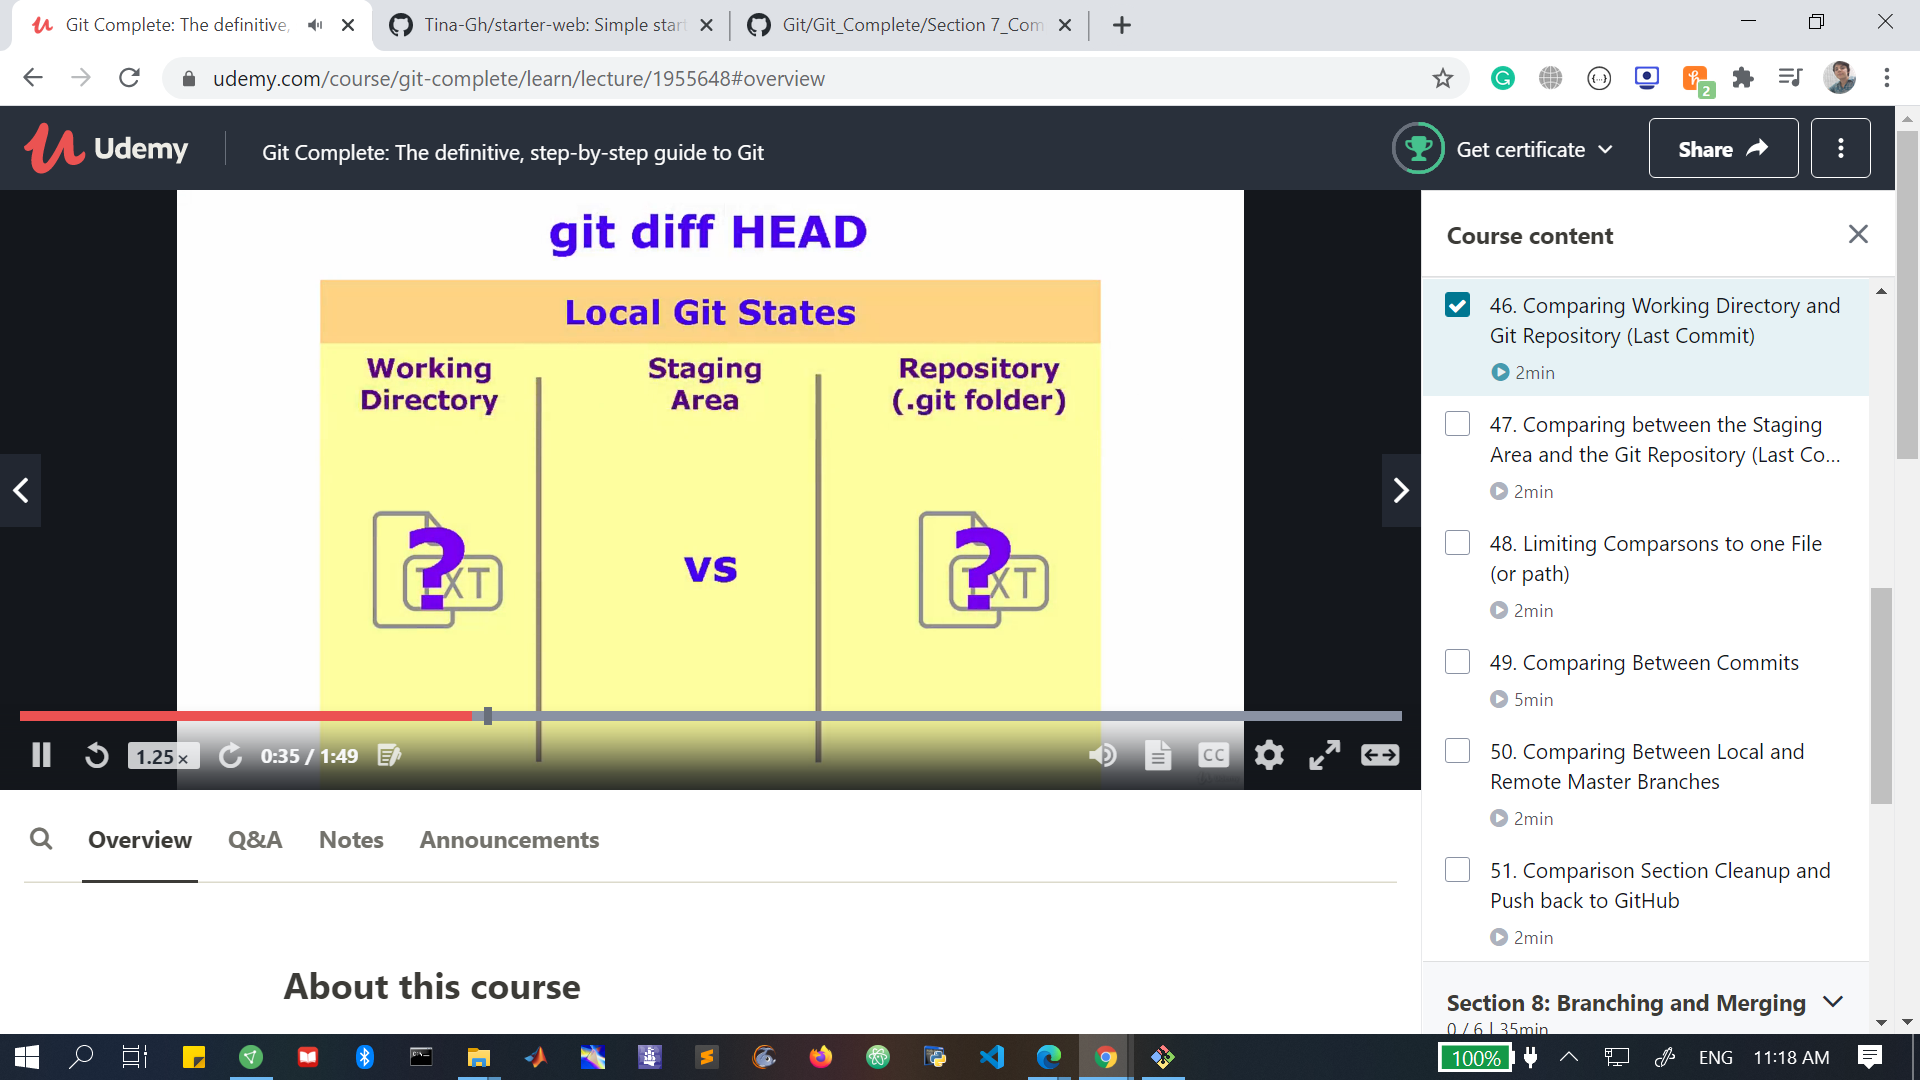 Git Complete: The definitive,
Tina-Gh/starter-web: Simple star
Git/Git_Complete/Section 7_Com
udemy.com/course/git-complete/learn/lecture/1955648#overview
2
Udemy
Git Complete: The definitive, step-by-step guide to Git
Get certificate
Share
git diff HEAD
Local Git States
Working
Directory
Staging
Area
Repository
(.git folder)
?
TXT
vs
?
TXT
1.25×
0:35 / 1:49
CC
Course content
46. Comparing Working Directory and
Git Repository (Last Commit)
2min
47. Comparing between the Staging
Area and the Git Repository (Last Co...
2min
48. Limiting Comparsons to one File
(or path)
2min
49. Comparing Between Commits
5min
50. Comparing Between Local and
Remote Master Branches
2min
51. Comparison Section Cleanup and
Push back to GitHub
2min
Section 8: Branching and Merging
0 / 6 | 35min
Overview
Q&A
Notes
Announcements
About this course
100%
ENG
11:18 AM